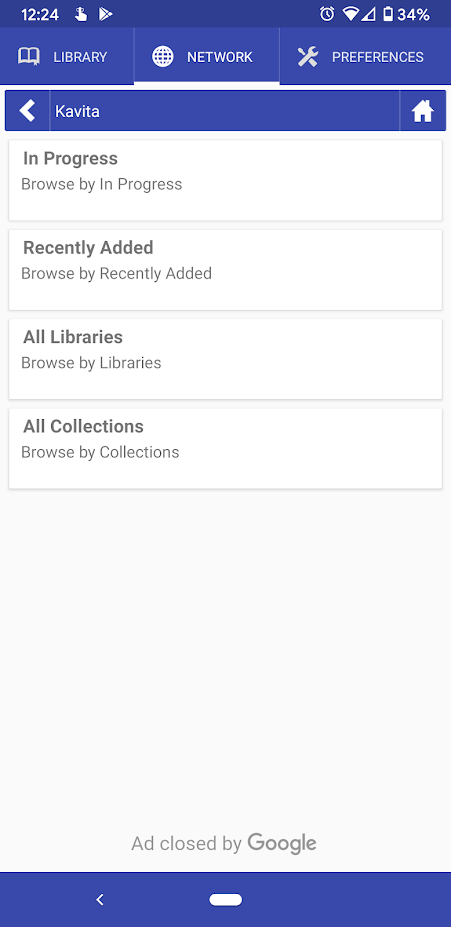 12:24 34%
LIBRARY NETWORK PREFERENCES
Kavita
In Progress
Browse by In Progress
Recently Added
Browse by Recently Added
All Libraries
Browse by Libraries
All Collections
Browse by Collections
Ad closed by Google